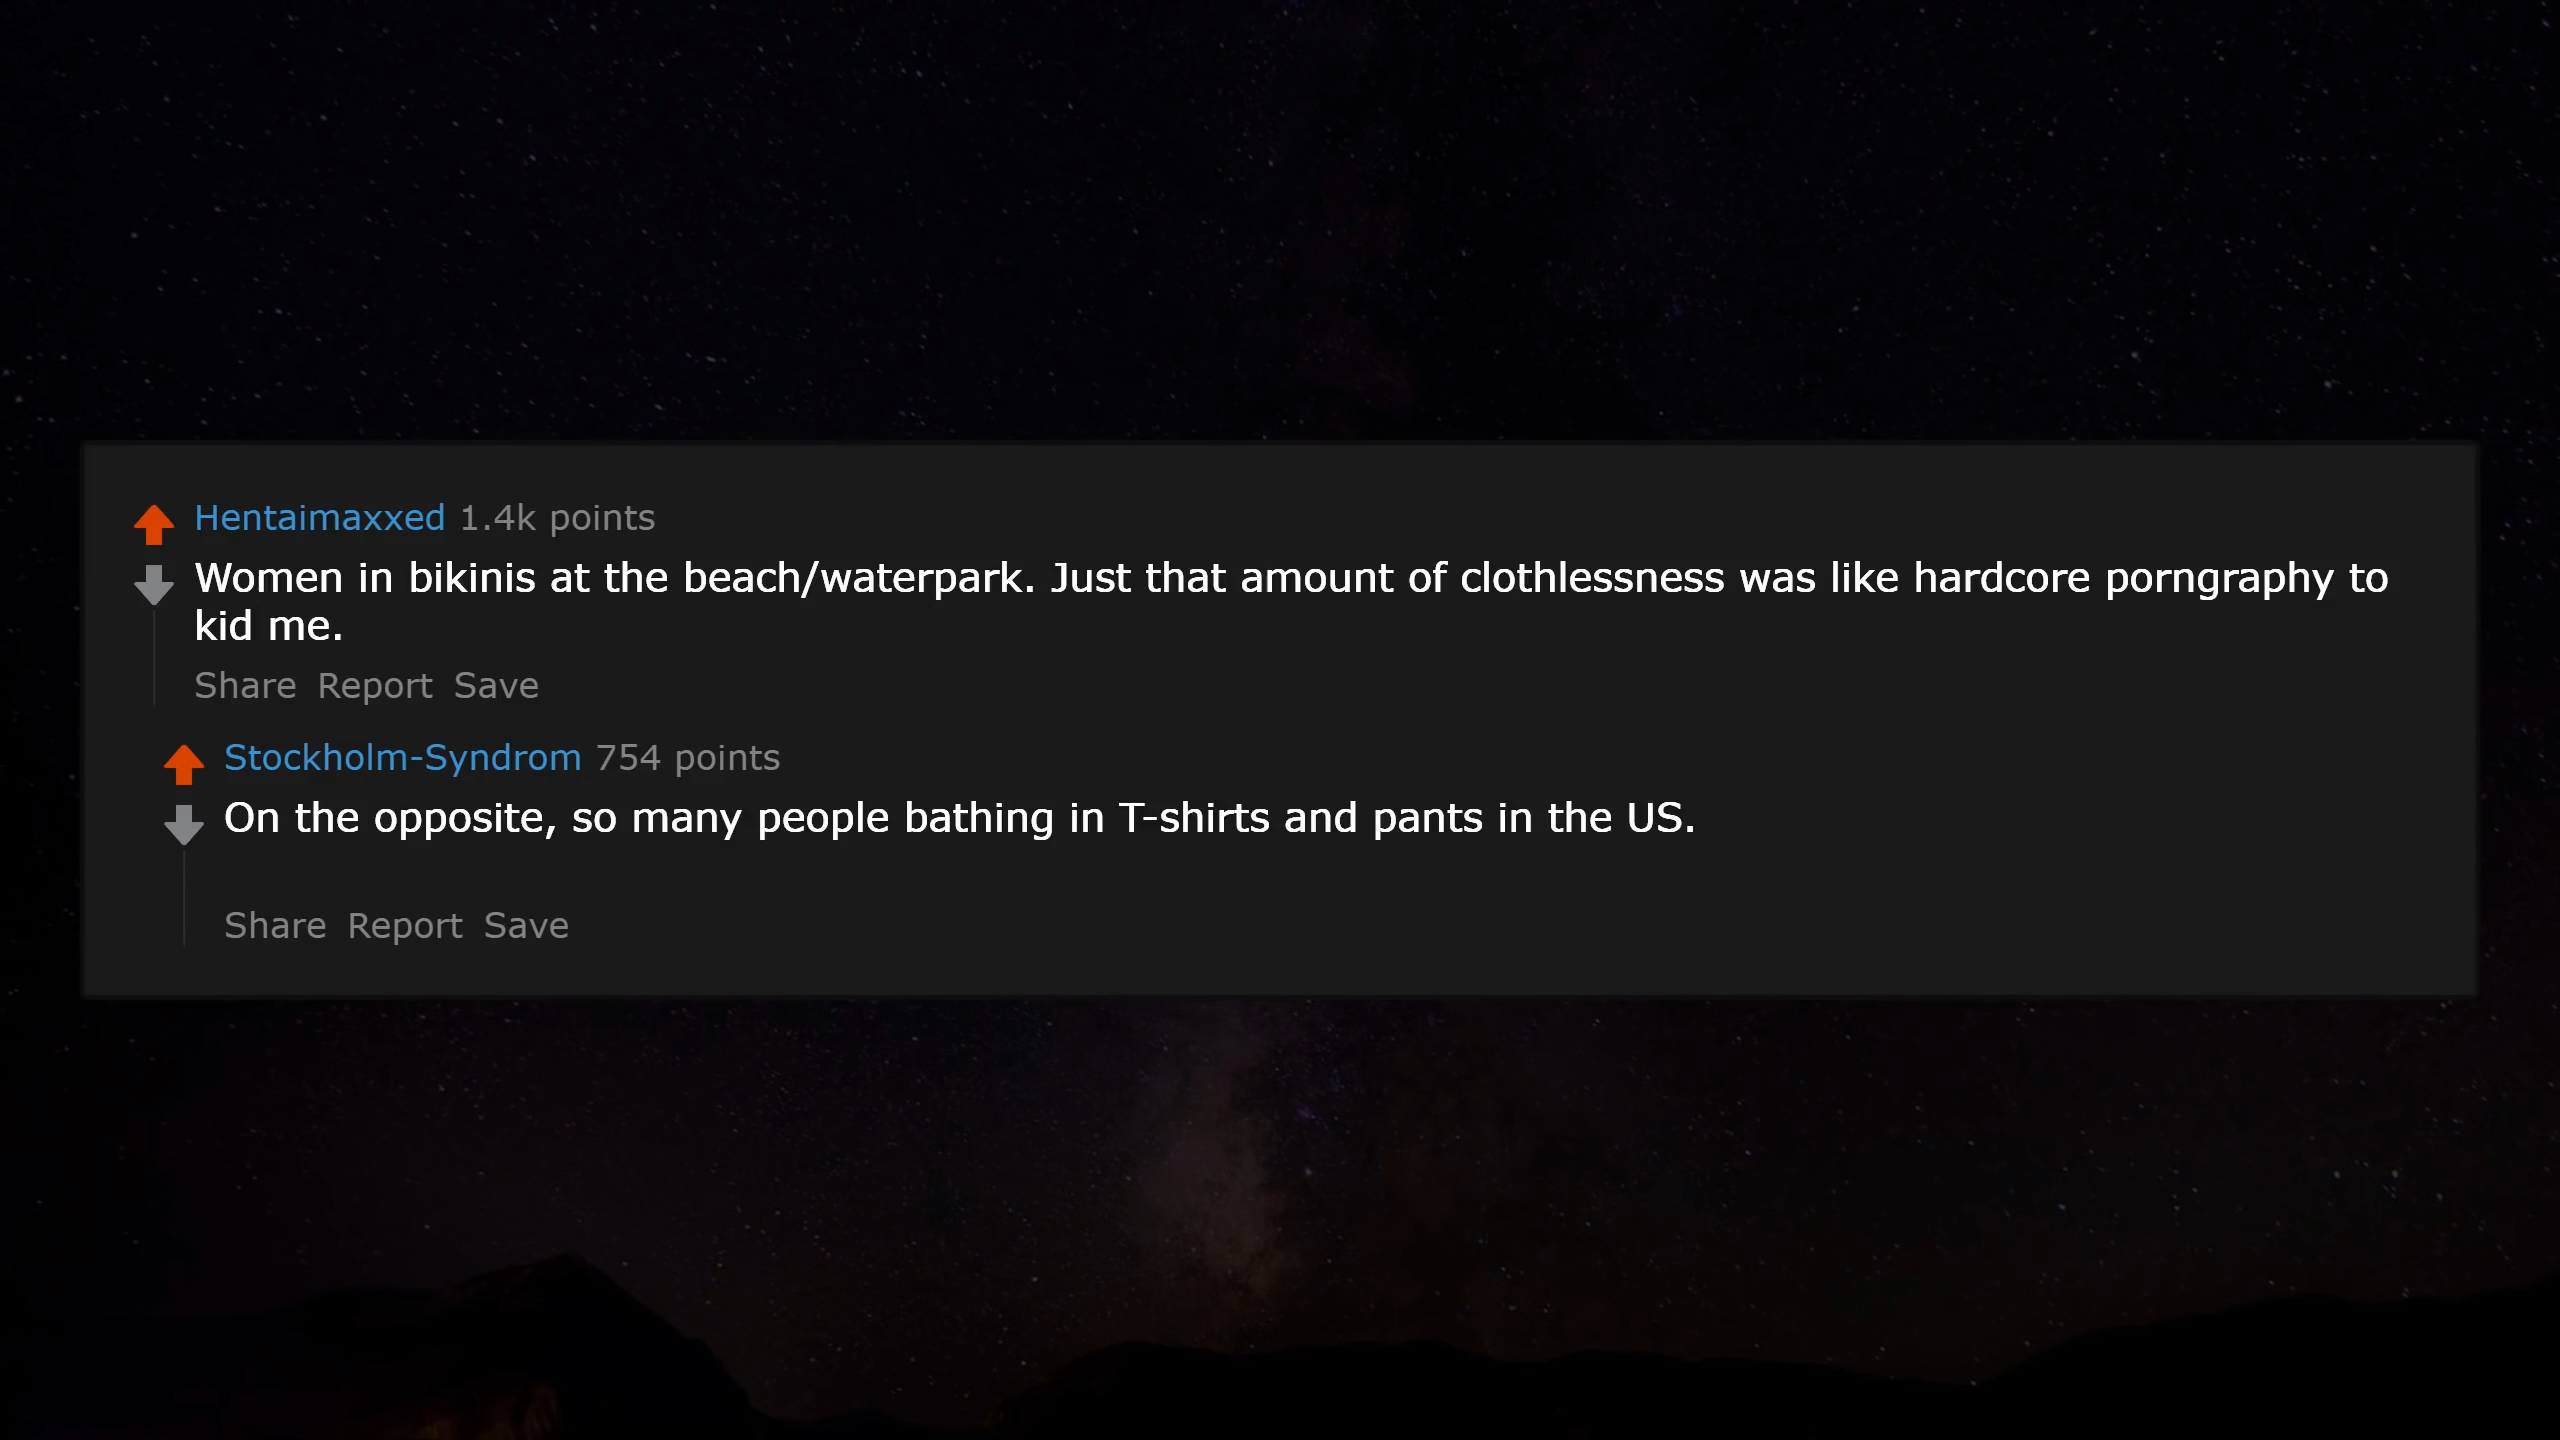 Hentaimaxxed 1.4k points
Women in bikinis at the beach/waterpark. Just that amount of clothlessness was like hardcore porngraphy to
kid me.
Share Report Save
Stockholm-Syndrom 754 points
On the opposite, so many people bathing in T-shirts and pants in the US.
Share Report Save